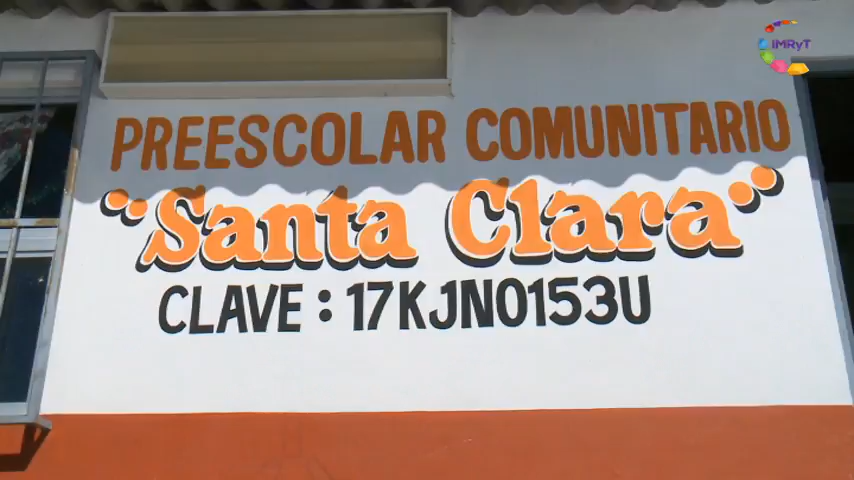 IMRyT
PREESCOLAR COMUNITARIO
"Santa Clara"
CLAVE : 17KJN0153U